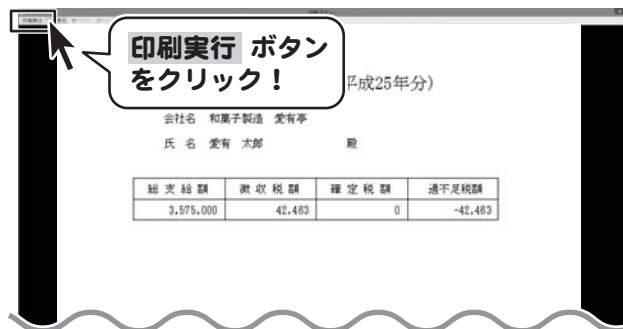 印刷実行 ボタン
をクリック！
平成25年分）
会社名 和菓子製造 愛有亭
氏 名 愛有 太郎 殿
総支給額 徴収税額 確定税額 過不足税額
3,575,000 42,463 0 -42,463